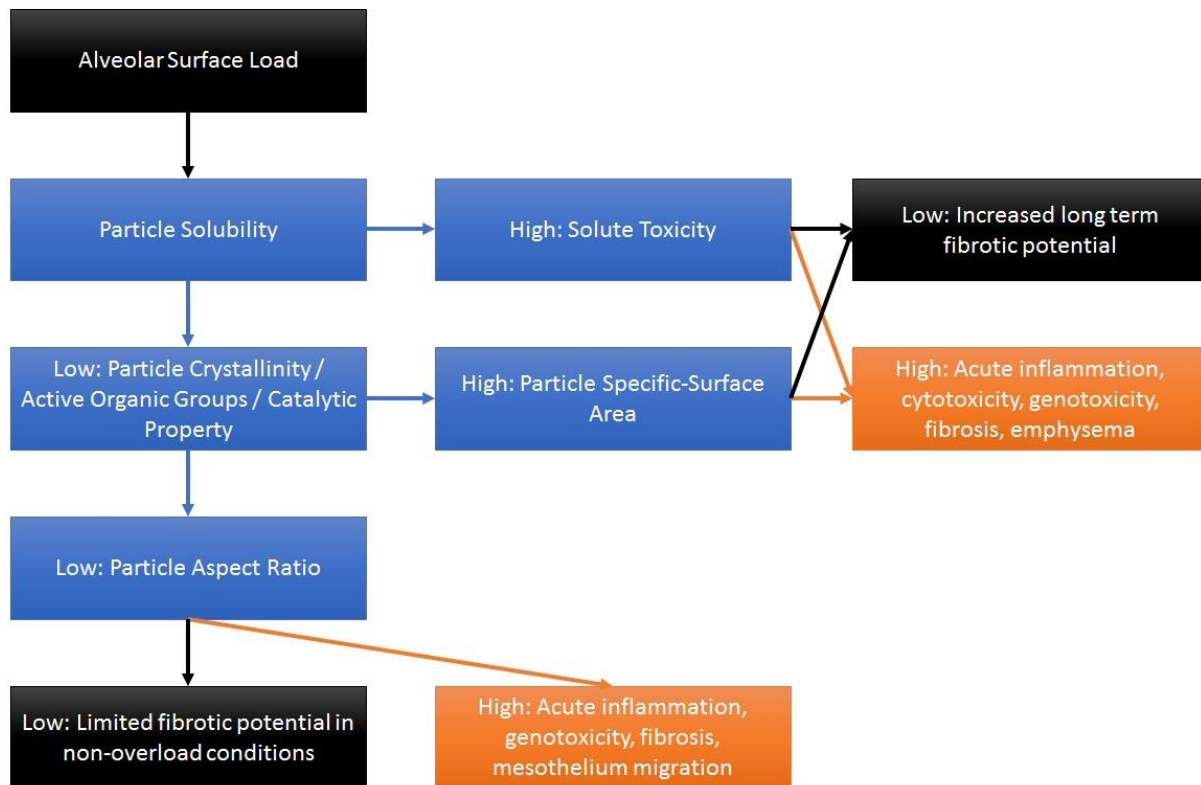 Alveolar Surface Load
Particle Solubility
High: Solute Toxicity
Low: Increased long term
fibrotic potential
Low: Particle Crystallinity /
Active Organic Groups / Catalytic
Property
High: Particle Specific-Surface
Area
High: Acute inflammation,
cytotoxicity, genotoxicity,
fibrosis, emphysema
Low: Particle Aspect Ratio
Low: Limited fibrotic potential in
non-overload conditions
High: Acute inflammation,
genotoxicity, fibrosis,
mesothelium migration